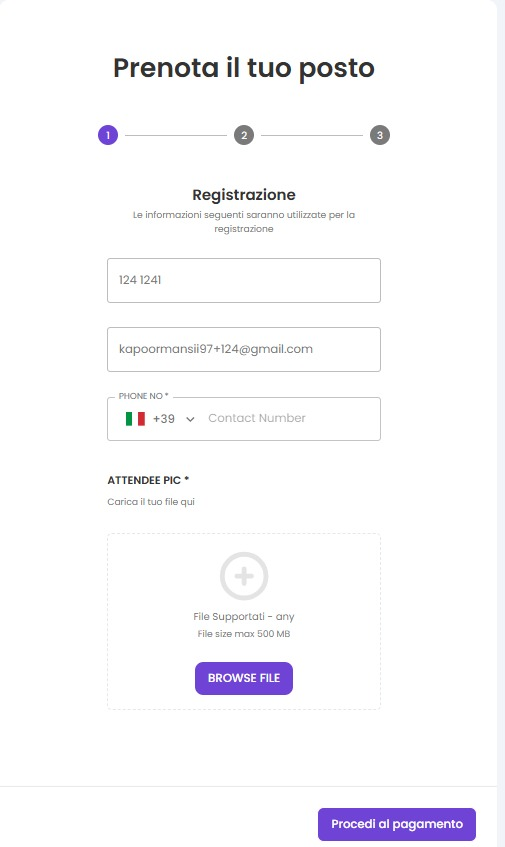 Prenota il tuo posto
1 2 3
Registrazione
Le informazioni seguenti saranno utilizzate per la
registrazione
124 1241
kapoormansii97+124@gmail.com
PHONE NO *
+39 Contact Number
ATTENDEE PIC *
Carica il tuo file qui
File Supportati - any
File size max 500 MB
BROWSE FILE
Procedi al pagamento